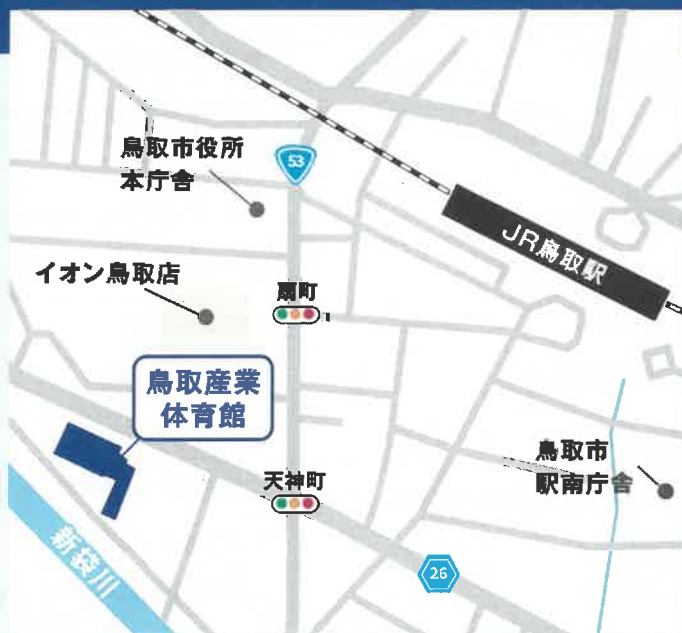 鳥取市役所
本庁舎
53
JR鳥取駅
イオン鳥取店
扇町
鳥取産業
体育館
鳥取市
駅南庁舎
天神町
新袋川
26